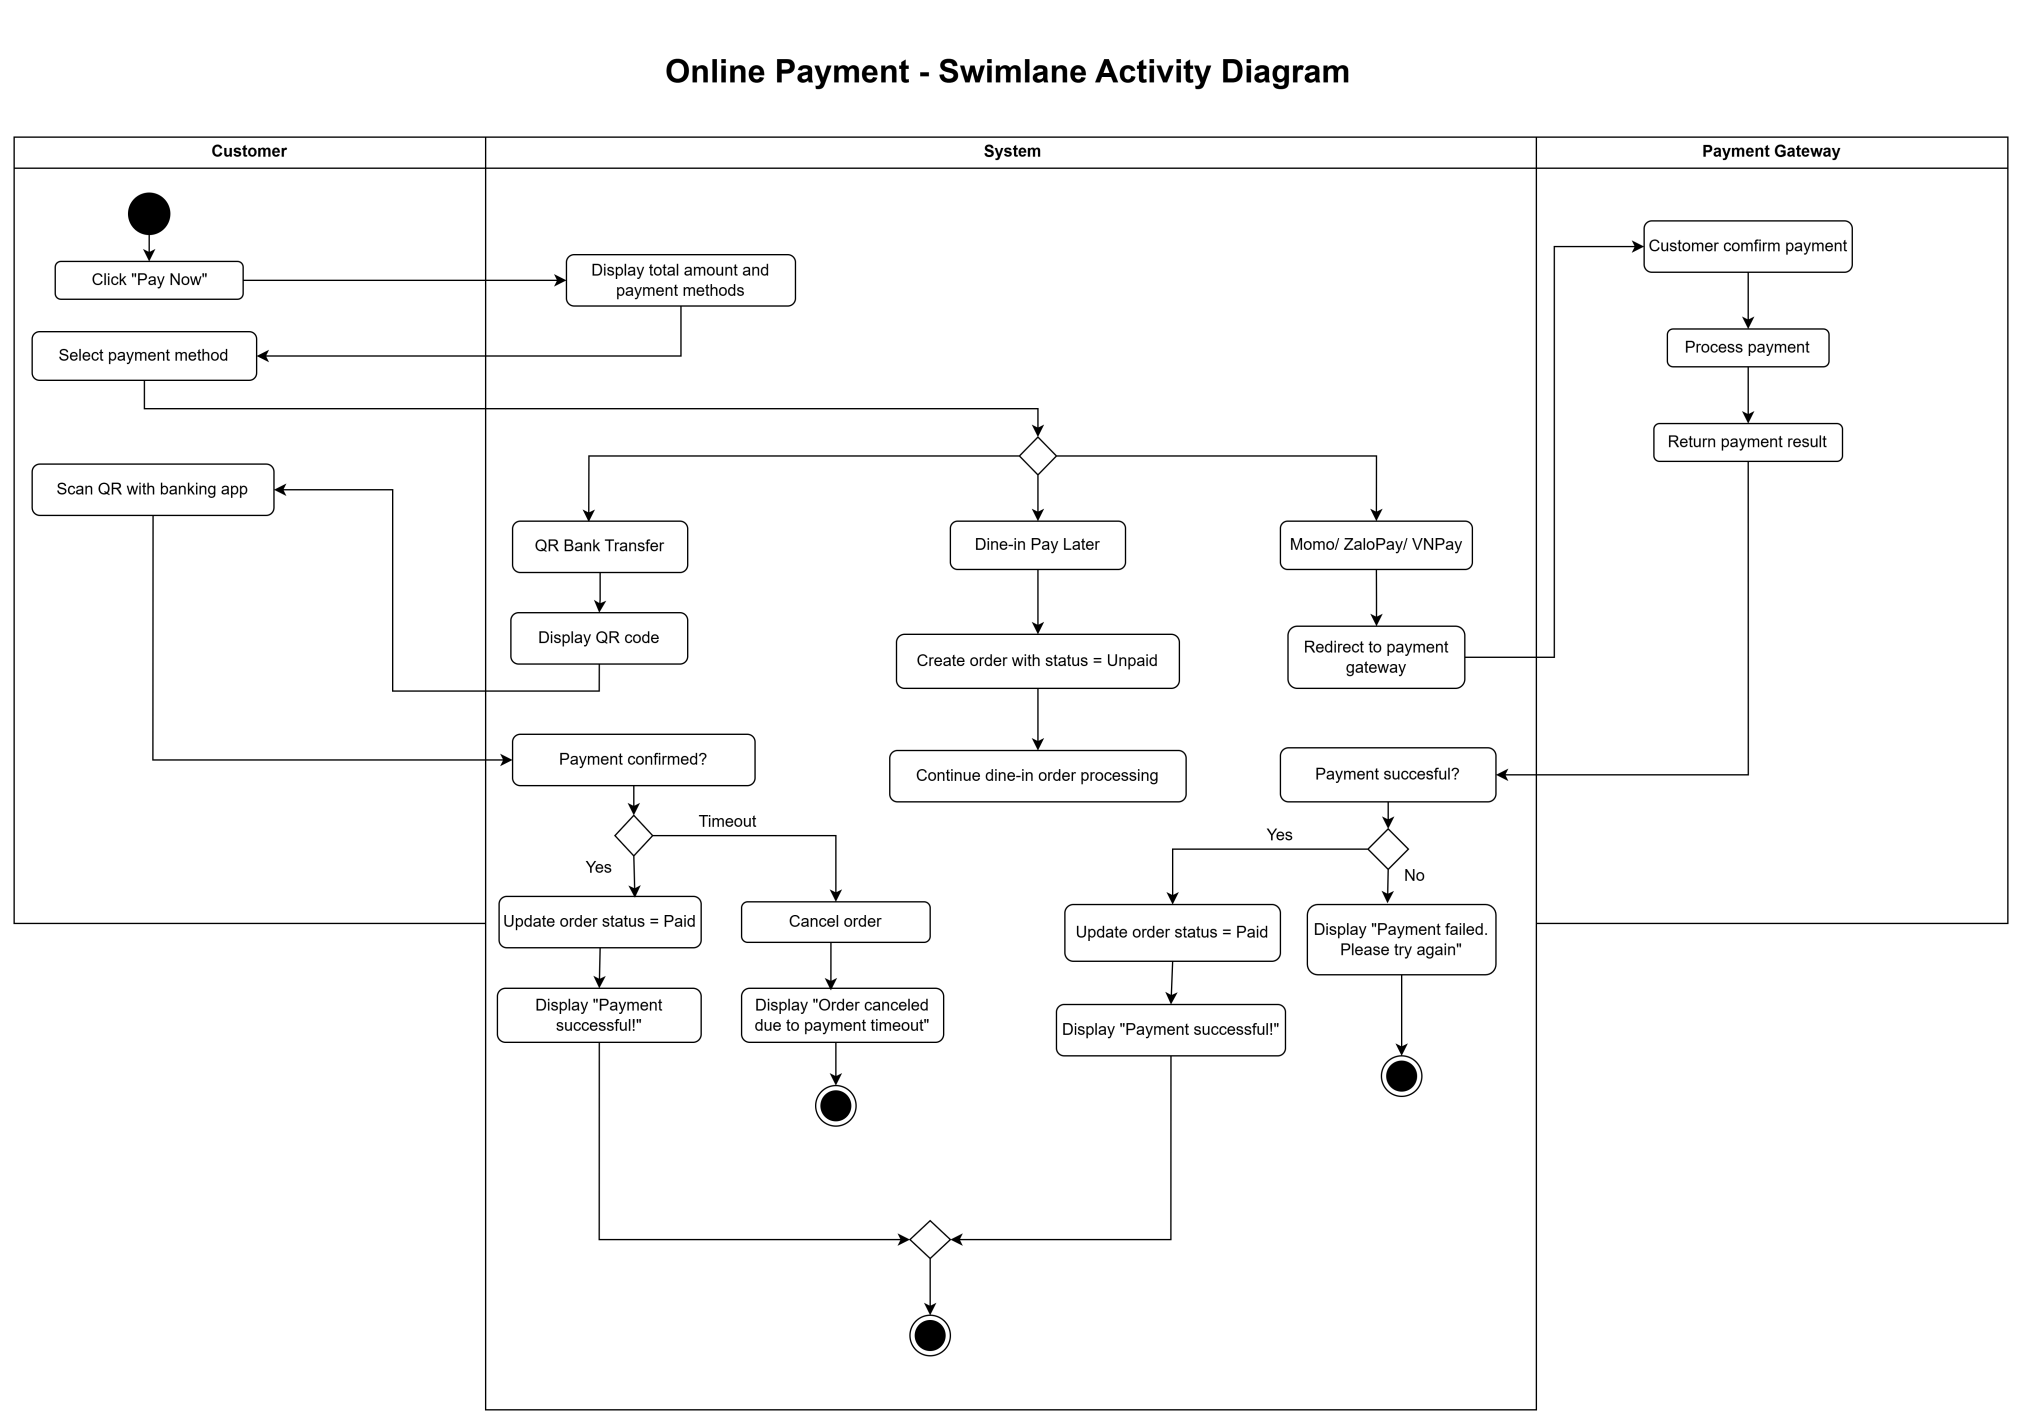 Online Payment - Swimlane Activity Diagram
Customer
System
Payment Gateway
Click "Pay Now"
Display total amount and
payment methods
Customer comfirm payment
Select payment method
Process payment
Return payment result
Scan QR with banking app
QR Bank Transfer
Dine-in Pay Later
Momo/ ZaloPay/ VNPay
Display QR code
Create order with status = Unpaid
Redirect to payment
gateway
Payment confirmed?
Continue dine-in order processing
Payment succesful?
Timeout
Yes
Yes
No
Update order status = Paid
Cancel order
Update order status = Paid
Display "Payment failed.
Please try again"
Display "Payment
successful!"
Display "Order canceled
due to payment timeout"
Display "Payment successful!"